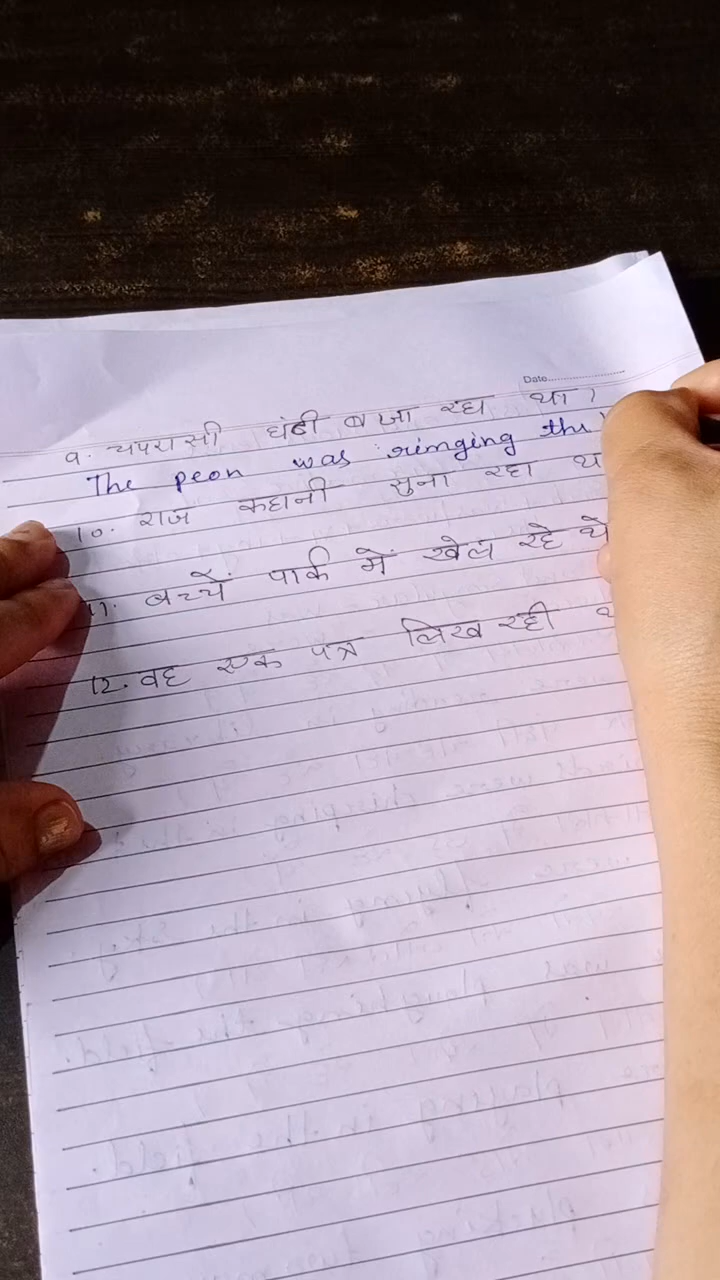 Date
9. चपरासी घंटी बजा रहा था।
The peon was ringing the
10. राज कहानी सुना रहा था
11. बच्चें पार्क में खेल रहे थे
12. वह एक पत्र लिख रही